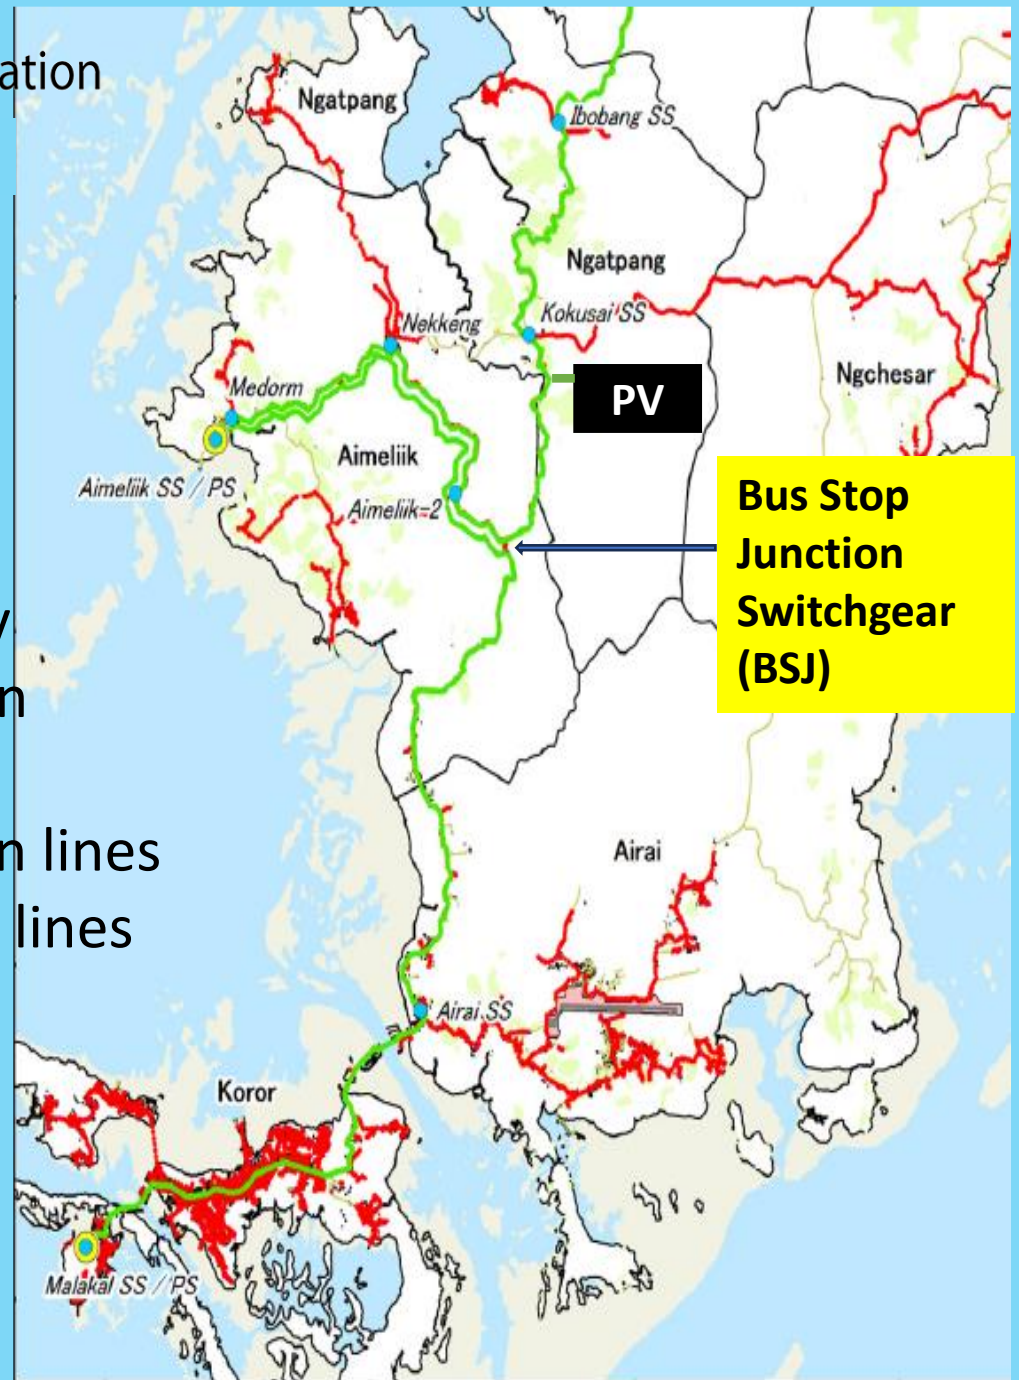 ation
Ngatpang
Ibobang SS
Ngatpang
Kokusai SS
Nekkeng
Ngchesar
PV
Medorm
Aimeliik
Aimeliik SS / PS
Aimeliik-2
Bus Stop
Junction
Switchgear
(BSJ)
y
n
n lines
lines
Airai
Airai SS
Koror
Malakal SS / PS